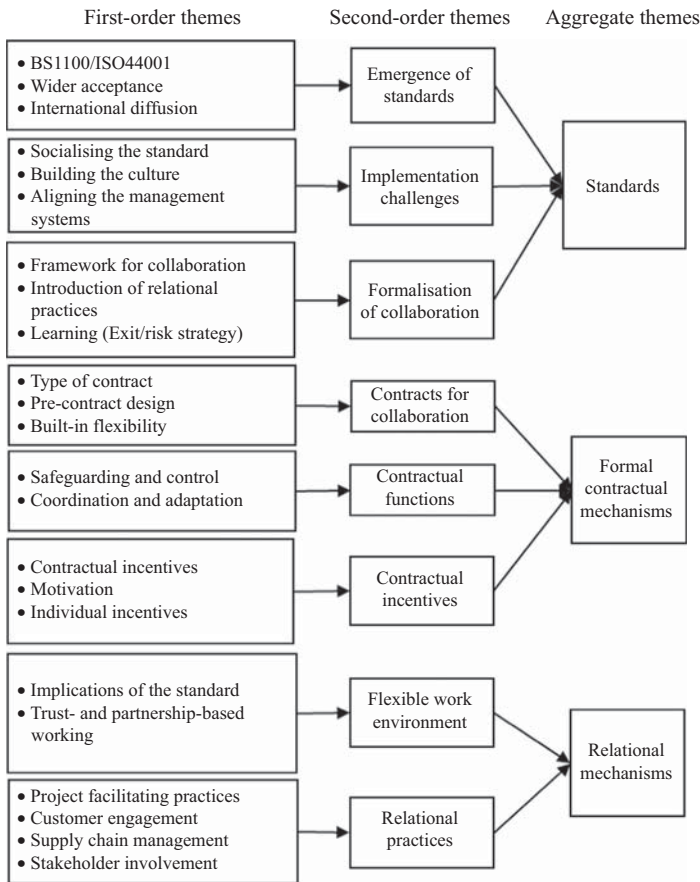 First-order themes
Second-order themes
Aggregate themes
• BS1100/ISO44001
• Wider acceptance
• International diffusion
Emergence of
standards
• Socialising the standard
• Building the culture
• Aligning the management
systems
Implementation
challenges
• Framework for collaboration
• Introduction of relational
practices
• Learning (Exit/risk strategy)
Formalisation
of collaboration
Standards
• Type of contract
• Pre-contract design
• Built-in flexibility
Contracts for
collaboration
• Safeguarding and control
• Coordination and adaptation
Contractual
functions
• Contractual incentives
• Motivation
• Individual incentives
Contractual
incentives
Formal
contractual
mechanisms
• Implications of the standard
• Trust- and partnership-based
working
Flexible work
environment
• Project facilitating practices
• Customer engagement
• Supply chain management
• Stakeholder involvement
Relational
practices
Relational
mechanisms